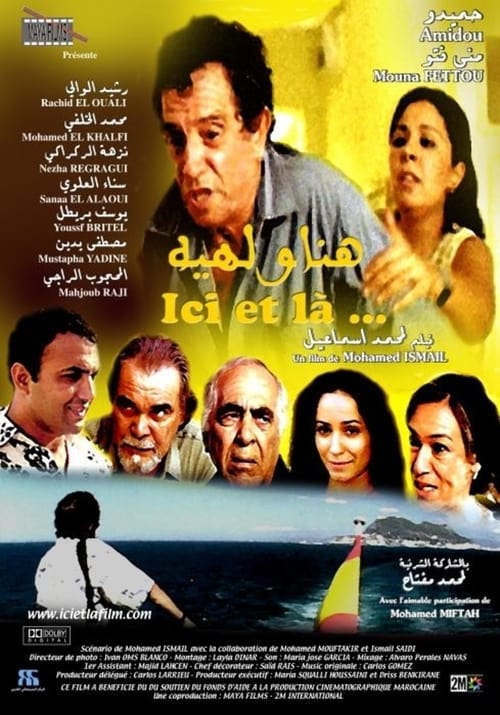 MAYA FILMS
Présente
حميدو
Amidou
منى فتو
Mouna FETTOU
رشيد الوالي
Rachid EL OUALI
محمد الخلفي
Mohamed EL KHALFI
نزهة الركراكي
Nezha REGRAGUI
سناء العلوي
Sanaa EL ALAOUI
يوسف بريطل
Youssf BRITEL
مصطفى يدين
Mustapha YADINE
المحجوب الراجي
Mahjoub RAJI
هنا و لهيه
Ici et là ...
فيلم لمحمد اسماعيل
Un film de Mohamed ISMAIL
بالمشاركة الشرفية
لمحمد مفتاح
Avec l'aimable participation de
Mohamed MIFTAH
www.icietlafilm.com
DOLBY
DIGITAL
Scénario de Mohamed ISMAIL avec la collaboration de Mohamed MOUFTAKIR et Ismail SAIDI
Directeur de photo : Ivan OMS BLANCO - Montage : Layla DINAR - Son : Maria José GARCIA - Mixage : Alvaro Perales NAVAS
1er Assistant : Majid LAHCEN - Chef décorateur : Saïd RAIS - Music originale : Carlos GOMEZ
Producteur délégué : Carlos LARRIEU - Producteur exécutif : Maria SQUALLI HOUSSAINI et Driss BENKIRANE
CE FILM A BENEFICIE DU DU SOUTIEN DU FONDS D'AIDE A LA PRODUCTION CINEMATOGRAPHIQUE MAROCAINE
Une coproduction : MAYA FILMS - 2M INTERNATIONAL
2M